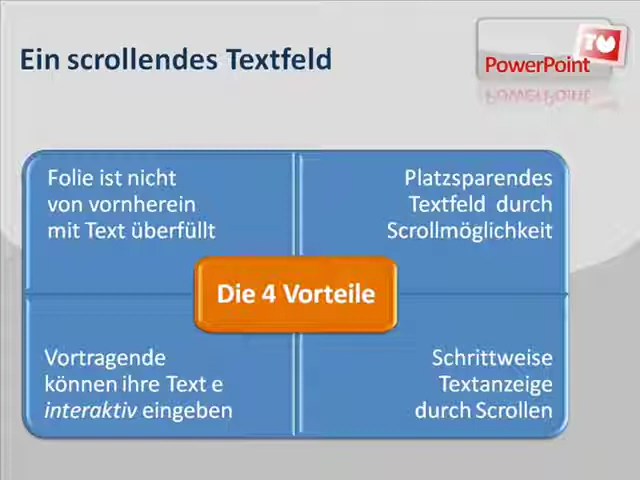 Ein scrollendes Textfeld
PowerPoint
Folie ist nicht
von vornherein
mit Text überfüllt
Platzsparendes
Textfeld durch
Scrollmöglichkeit
Die 4 Vorteile
Vortragende
können ihre Text e
interaktiv eingeben
Schrittweise
Textanzeige
durch Scrollen